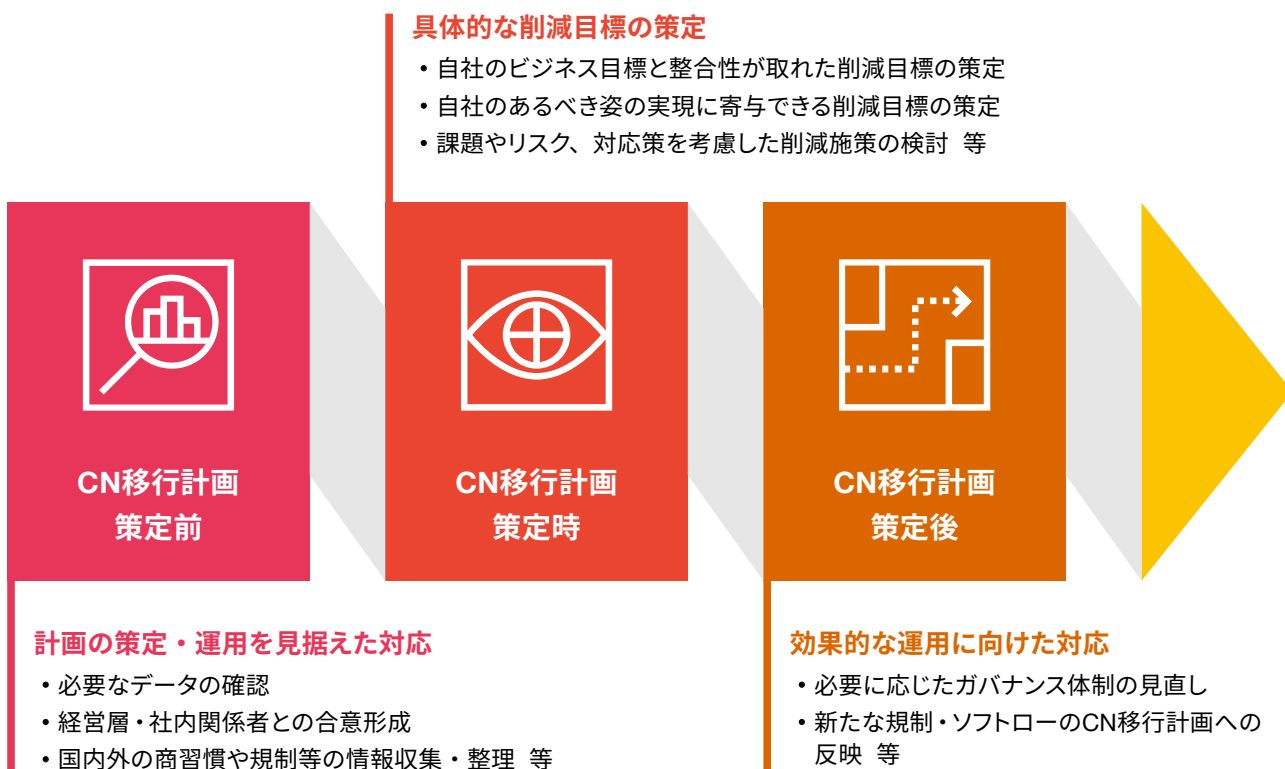 具体的な削減目標の策定
・自社のビジネス目標と整合性が取れた削減目標の策定
・自社のあるべき姿の実現に寄与できる削減目標の策定
・課題やリスク、対応策を考慮した削減施策の検討 等
CN移行計画
策定前
CN移行計画
策定時
CN移行計画
策定後
計画の策定・運用を見据えた対応
・必要なデータの確認
・経営層・社内関係者との合意形成
・国内外の商習慣や規制等の情報収集・整理 等
効果的な運用に向けた対応
・必要に応じたガバナンス体制の見直し
・新たな規制・ソフトローのCN移行計画への
反映 等